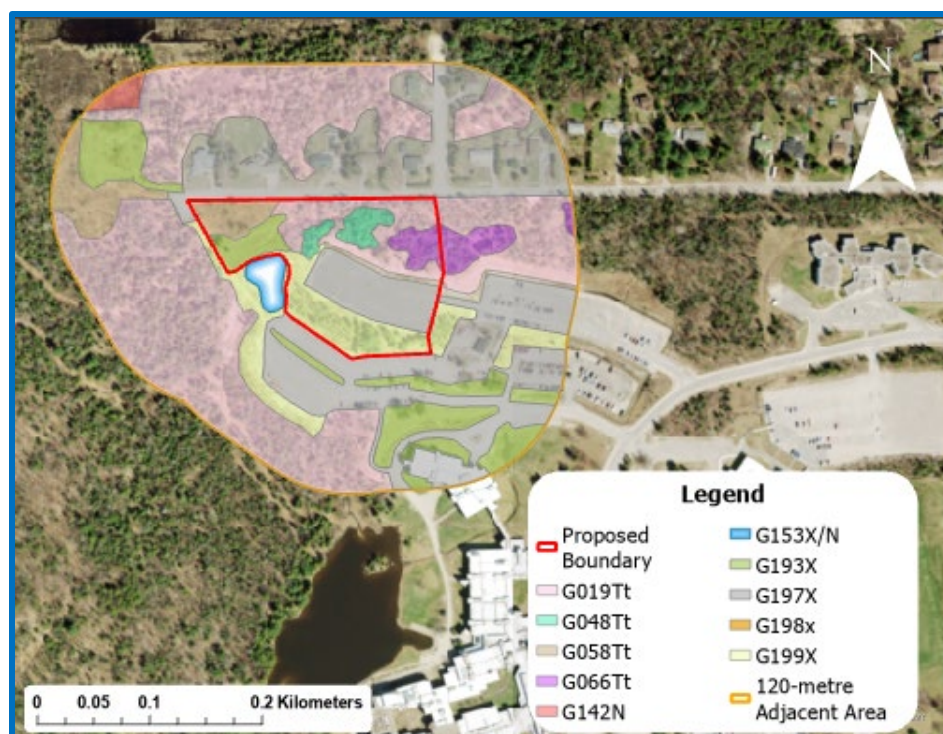 N
Legend
Proposed
Boundary
G019Tt
G048Tt
G058Tt
G066Tt
G142N
G153X/N
G193X
G197X
G198x
G199X
120-metre
Adjacent Area
0 0.05 0.1 0.2 Kilometers